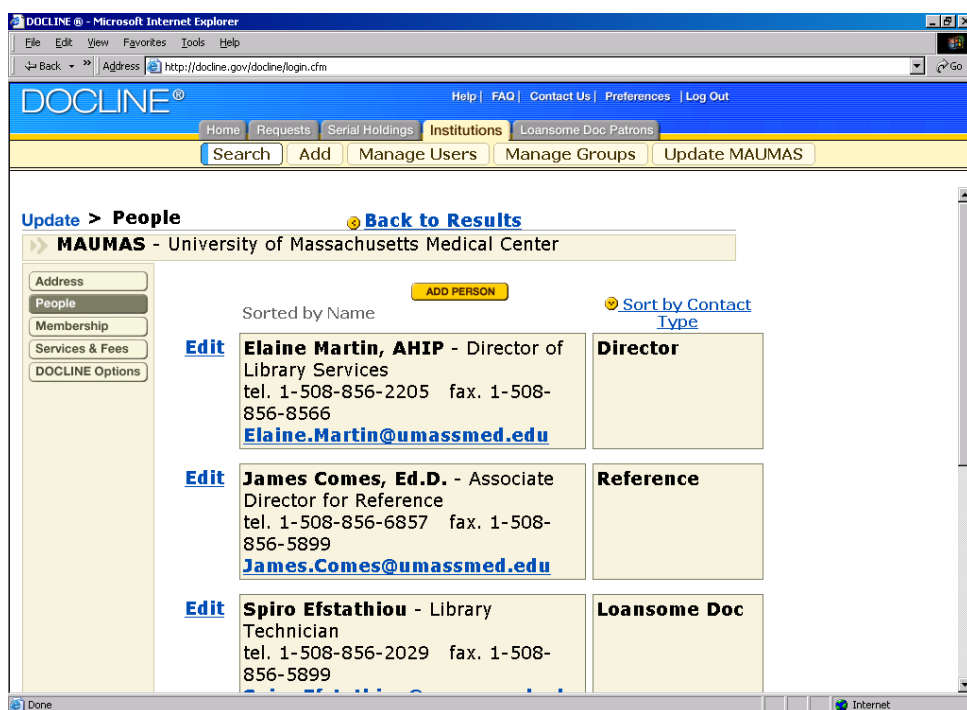 DOCLINE ® - Microsoft Internet Explorer
File Edit View Favorites Tools Help
Back » Address http://docline.gov/docline/login.cfm Go
DOCLINE®
Help | FAQ | Contact Us | Preferences | Log Out
Home Requests Serial Holdings Institutions Loansome Doc Patrons
Search Add Manage Users Manage Groups Update MAUMAS
Update > People Back to Results
MAUMAS - University of Massachusetts Medical Center
Address
People
Membership
Services & Fees
DOCLINE Options
ADD PERSON
Sorted by Name
Sort by Contact
Type
Edit
Elaine Martin, AHIP - Director of
Library Services
tel. 1-508-856-2205 fax. 1-508-
856-8566
Elaine.Martin@umassmed.edu
Director
Edit
James Comes, Ed.D. - Associate
Director for Reference
tel. 1-508-856-6857 fax. 1-508-
856-5899
James.Comes@umassmed.edu
Reference
Edit
Spiro Efstathiou - Library
Technician
tel. 1-508-856-2029 fax. 1-508-
856-5899
Loansome Doc
Done Internet